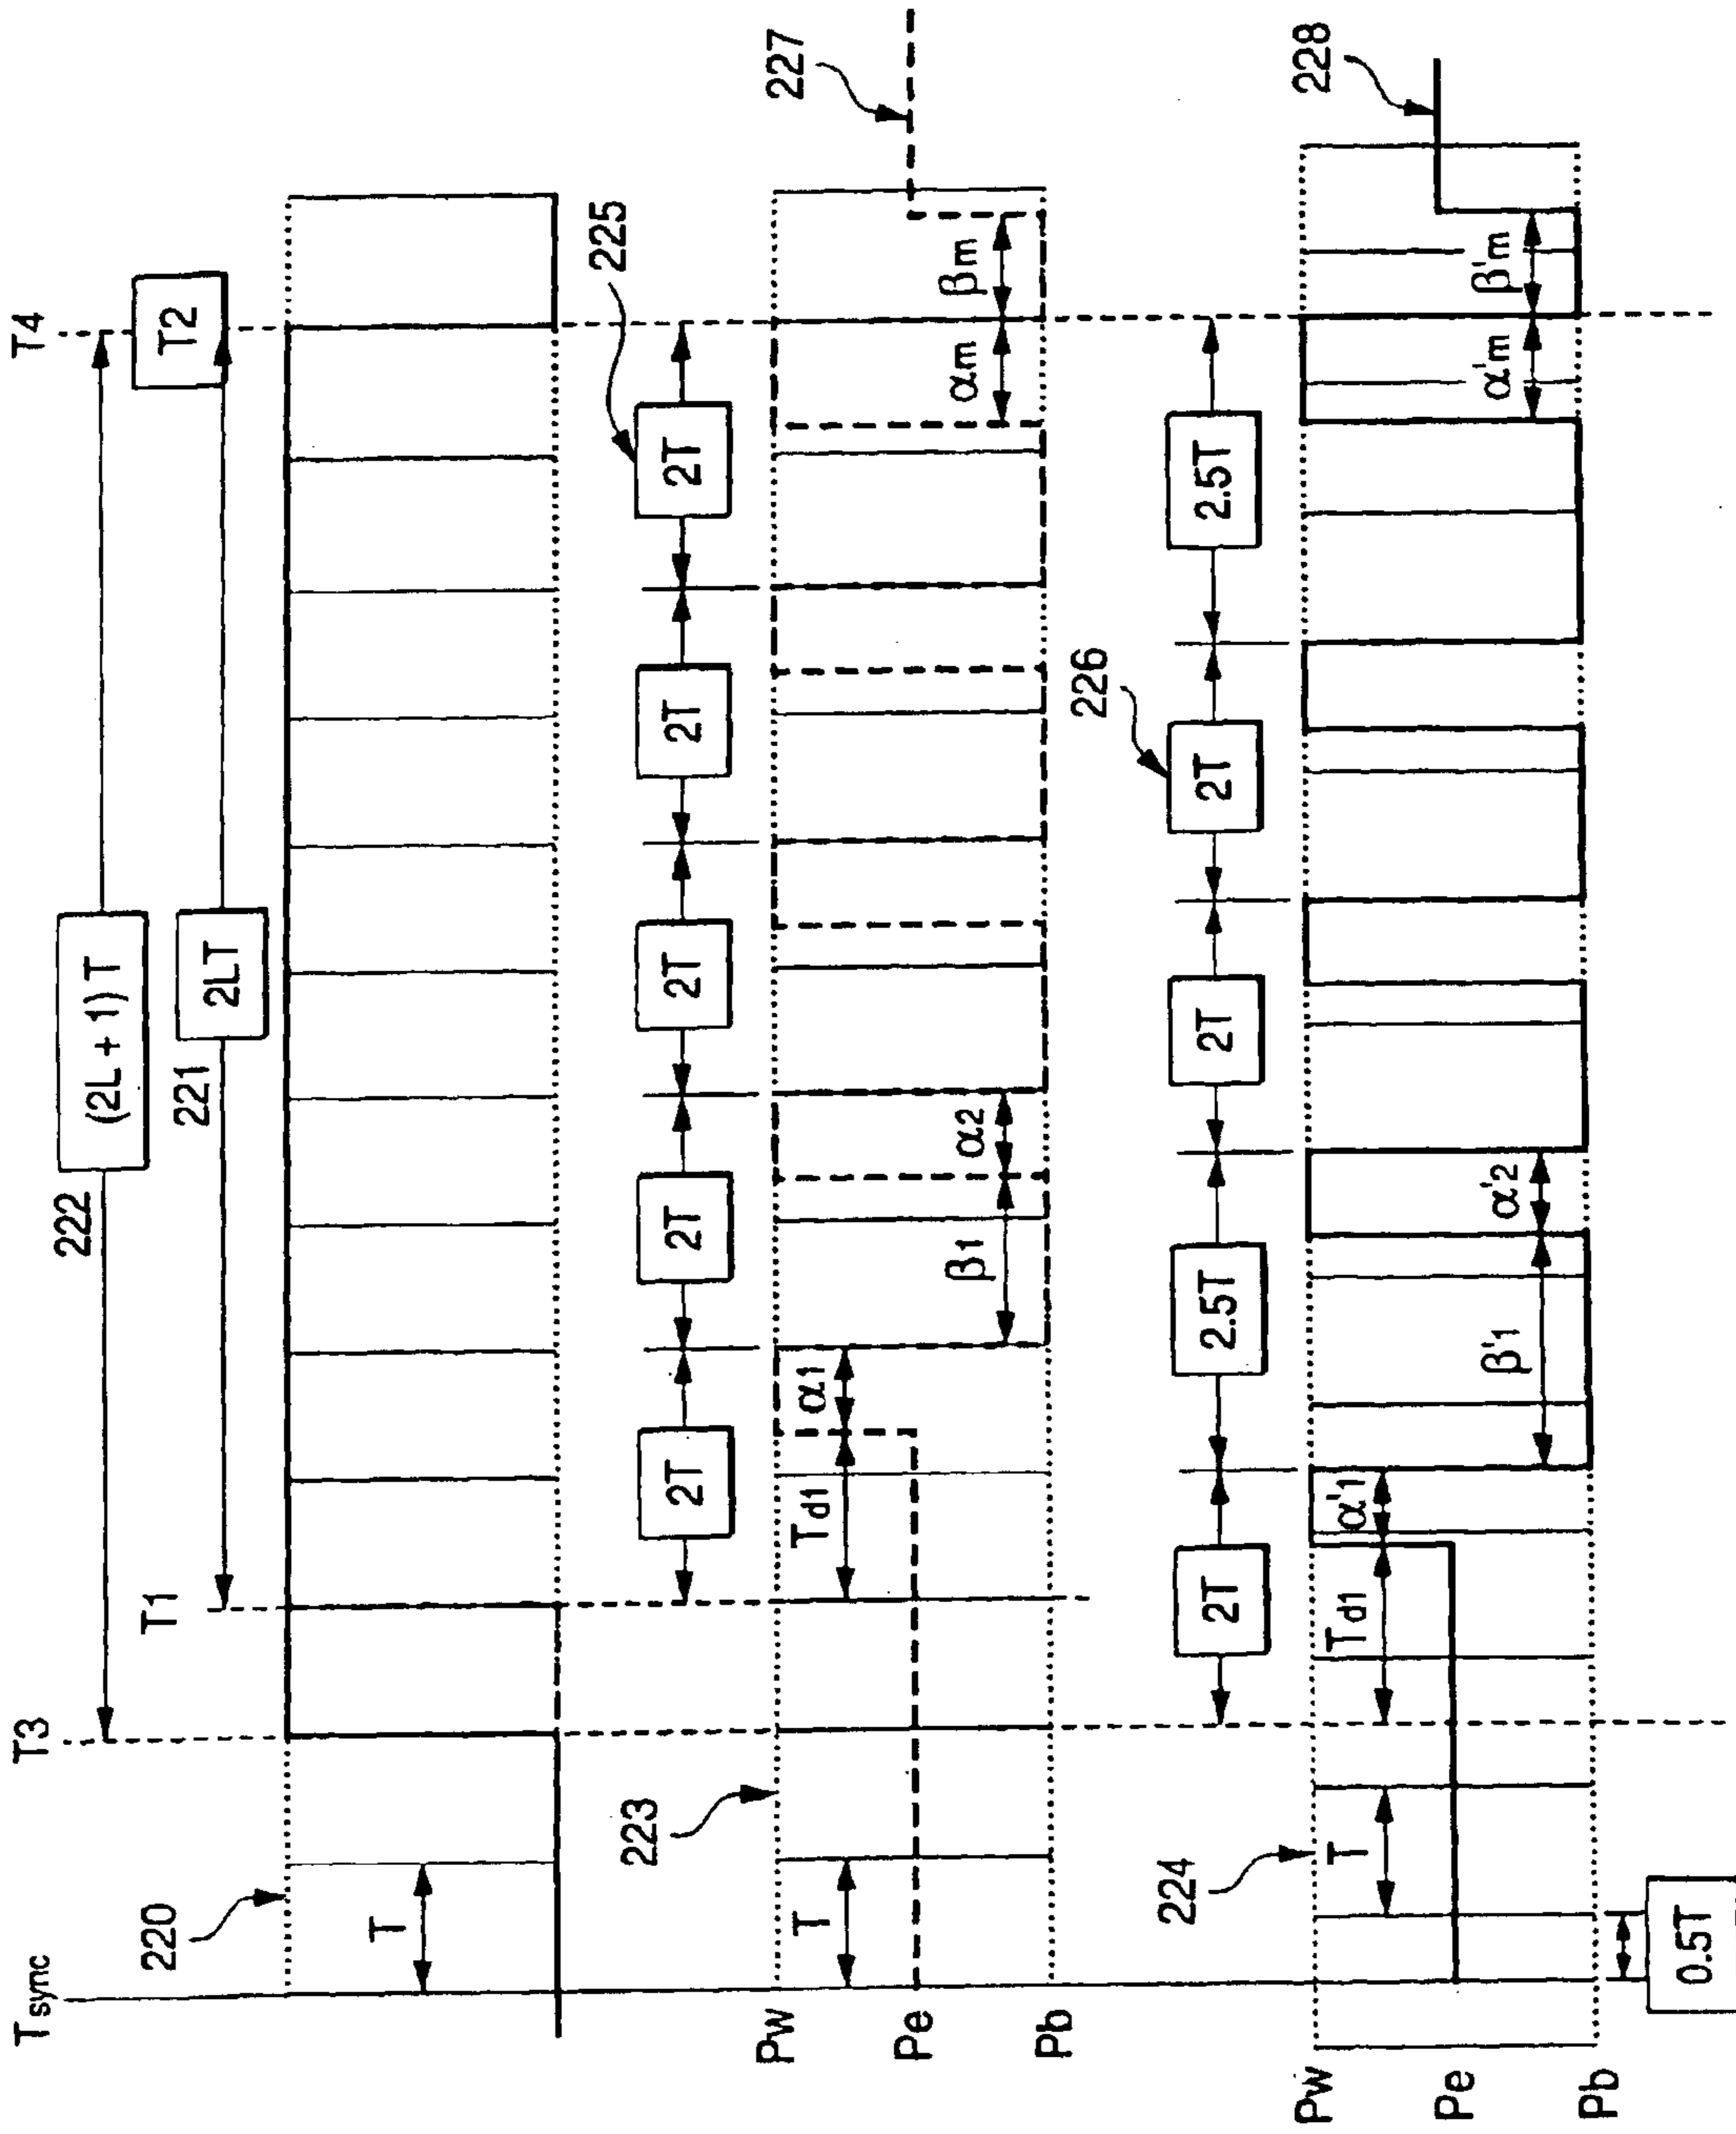 Tsync
T3
T1
T4
222
(2L + 1) T
T2
221
2LT
220
T
225
2T
2T
2T
2T
2T
223
Pw
Pe
Pb
T
Td1
α1
β1
α2
αm
βm
227
226
2T
2.5T
2T
2T
2.5T
224
Pw
Pe
Pb
T
Td1
α'1
β'1
α'2
α'm
β'm
228
0.5T